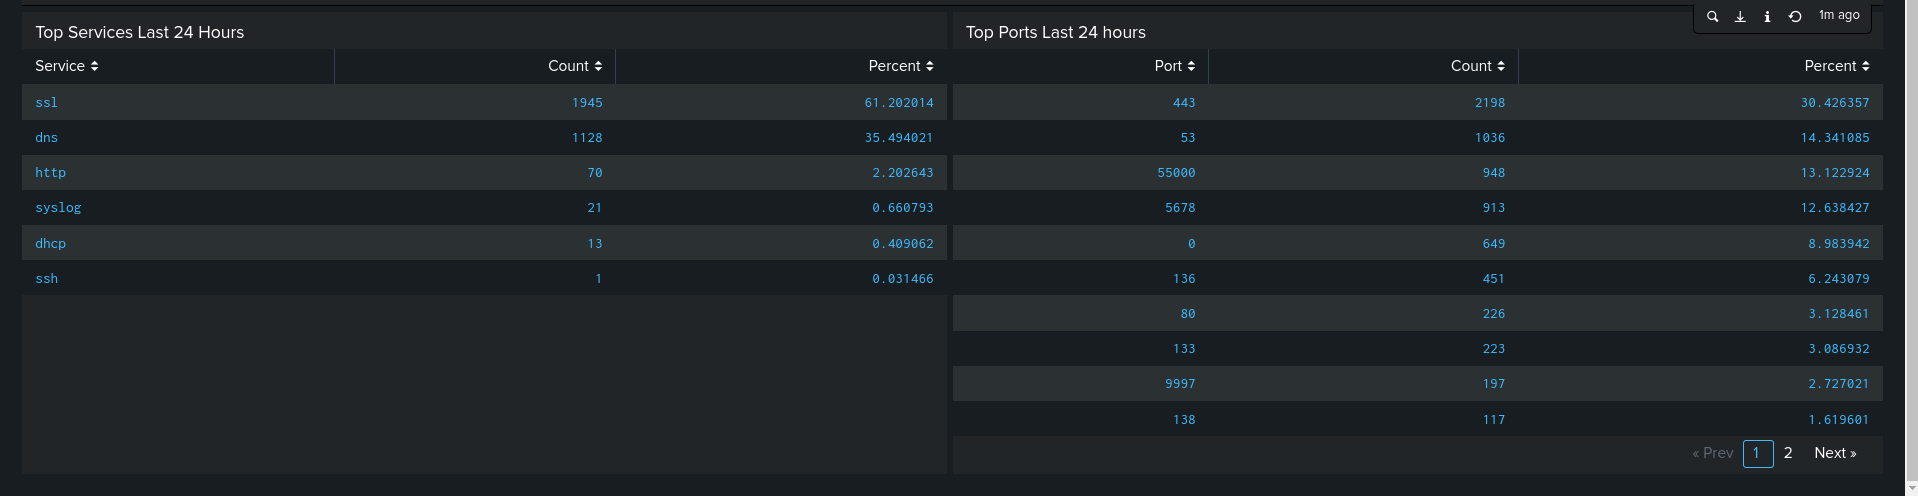 Top Services Last 24 Hours
Service Count Percent
ssl 1945 61.202014
dns 1128 35.494021
http 70 2.202643
syslog 21 0.660793
dhcp 13 0.409062
ssh 1 0.031466
1m ago
Top Ports Last 24 hours
Port Count Percent
443 2198 30.426357
53 1036 14.341085
55000 948 13.122924
5678 913 12.638427
0 649 8.983942
136 451 6.243079
80 226 3.128461
133 223 3.086932
9997 197 2.727021
138 117 1.619601
« Prev 1 2 Next »